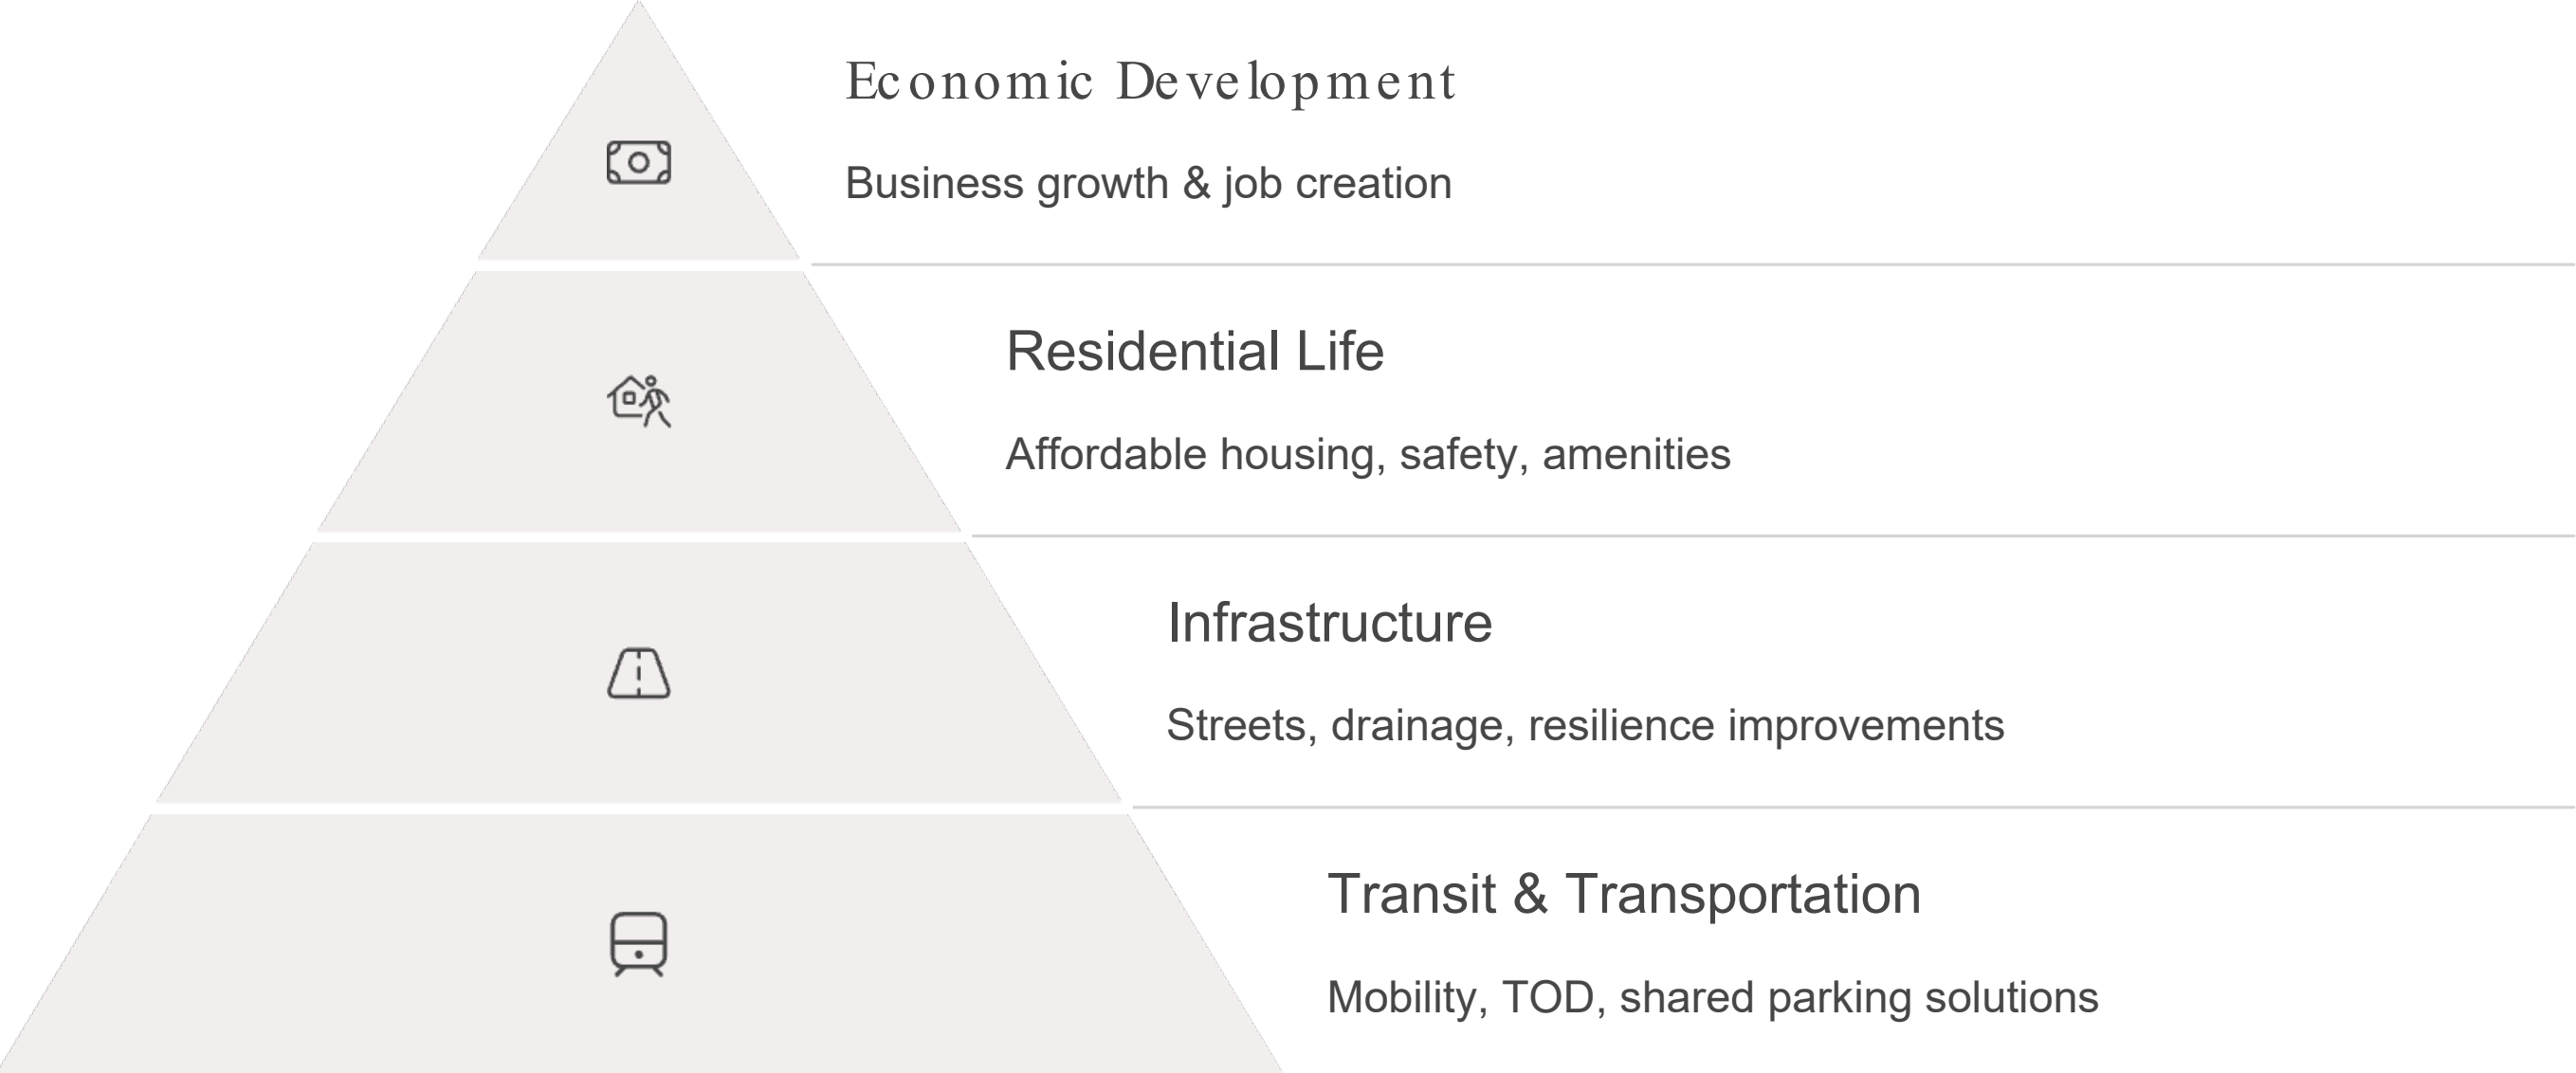 Economic Development
Business growth & job creation
Residential Life
Affordable housing, safety, amenities
Infrastructure
Streets, drainage, resilience improvements
Transit & Transportation
Mobility, TOD, shared parking solutions